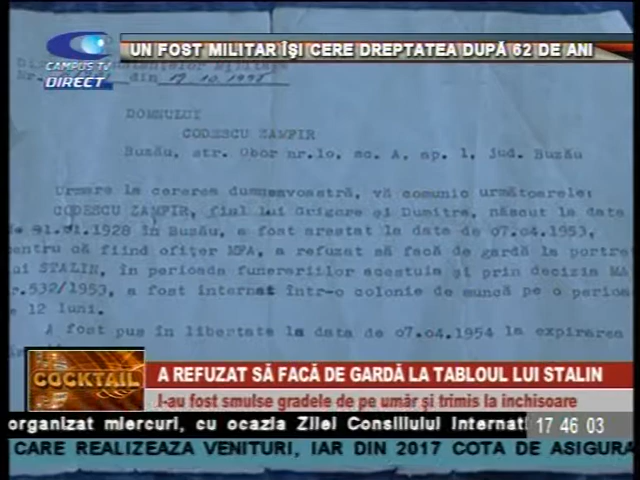 CAMPUS TV
DIRECT
UN FOST MILITAR ÎȘI CERE DREPTATEA DUPĂ 62 DE ANI
din 19.10.1995
DOMNULUI
CODESCU ZAMFIR
Buzău, str. Obor nr.10, sc. A, ap. 1, jud. Buzău
Urmare la cererea dumneavoastră, vă comunic următoarele:
CODESCU ZAMFIR, fiul lui Grigore și Dumitra, născut la data
.1928 în Buzău, a fost arestat la data de 07.04.1953,
pentru că fiind ofițer MFA, a refuzat să facă de gardă la portre
ui STALIN, în perioada funerariilor acestuia și prin decizia MA
r.532/1953, a fost internat într-o colonie de muncă pe o perioa
e 12 luni.
A fost pus în libertate la data de 07.04.1954 la expirarea
COCKTAIL
A REFUZAT SĂ FACĂ DE GARDĂ LA TABLOUL LUI STALIN
I-au fost smulse gradele de pe umăr și trimis la închisoare
organizat miercuri, cu ocazia Zilei Consiliului Internaț
17 46 03
CARE REALIZEAZA VENITURI, IAR DIN 2017 COTA DE ASIGURA